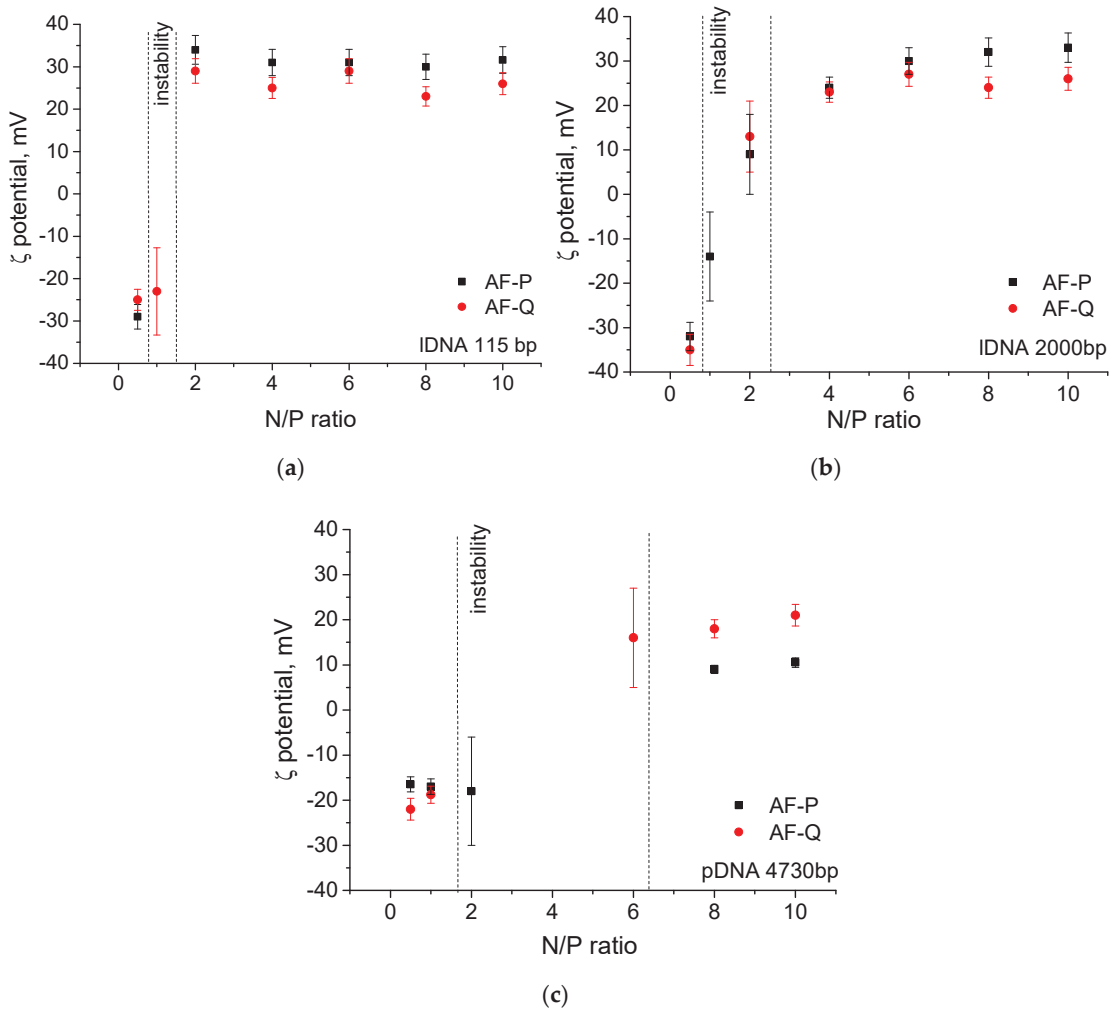 40
30
20
10
0
-10
-20
-30
-40
ζ potential, mV
instability
AF-P
AF-Q
lDNA 115 bp
0 2 4 6 8 10
N/P ratio
(a)
40
30
20
10
0
-10
-20
-30
-40
ζ potential, mV
instability
AF-P
AF-Q
lDNA 2000bp
0 2 4 6 8 10
N/P ratio
(b)
40
30
20
10
0
-10
-20
-30
-40
ζ potential, mV
instability
AF-P
AF-Q
pDNA 4730bp
0 2 4 6 8 10
N/P ratio
(c)